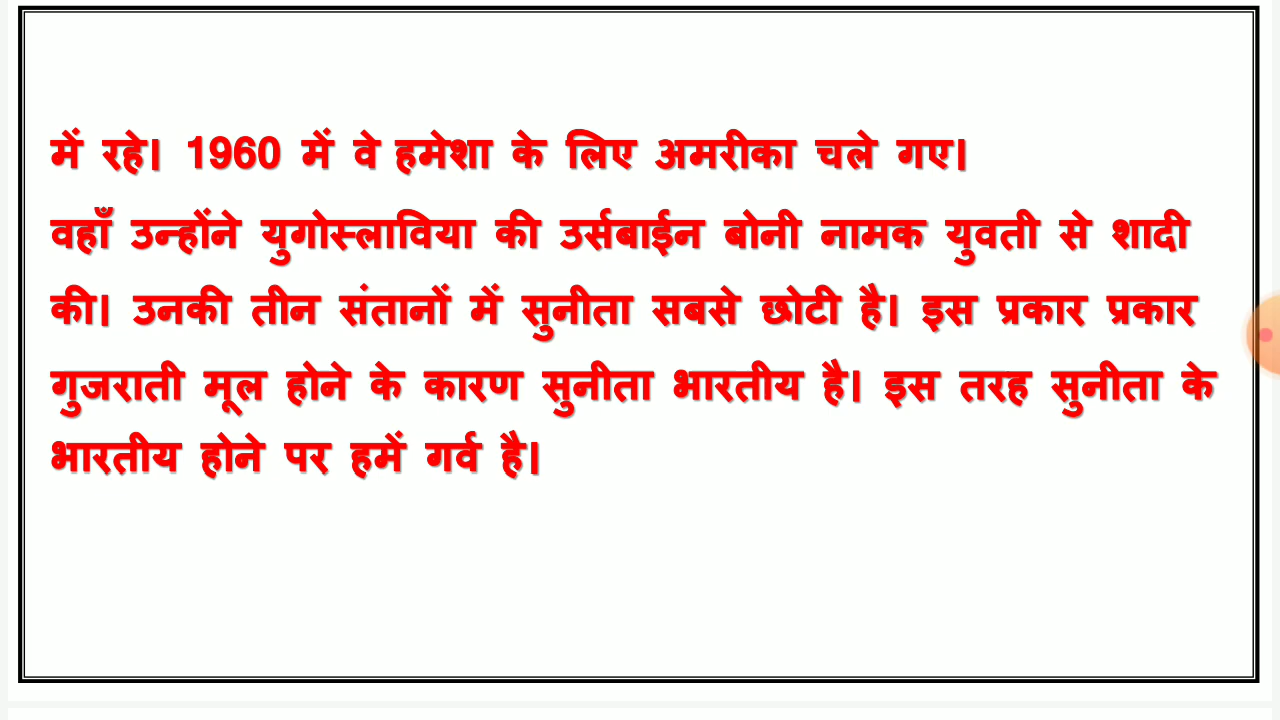 में रहे। 1960 में वे हमेशा के लिए अमरीका चले गए।
वहाँ उन्होंने युगोस्लाविया की उर्सबाईन बोनी नामक युवती से शादी
की। उनकी तीन संतानों में सुनीता सबसे छोटी है। इस प्रकार प्रकार
गुजराती मूल होने के कारण सुनीता भारतीय है। इस तरह सुनीता के
भारतीय होने पर हमें गर्व है।